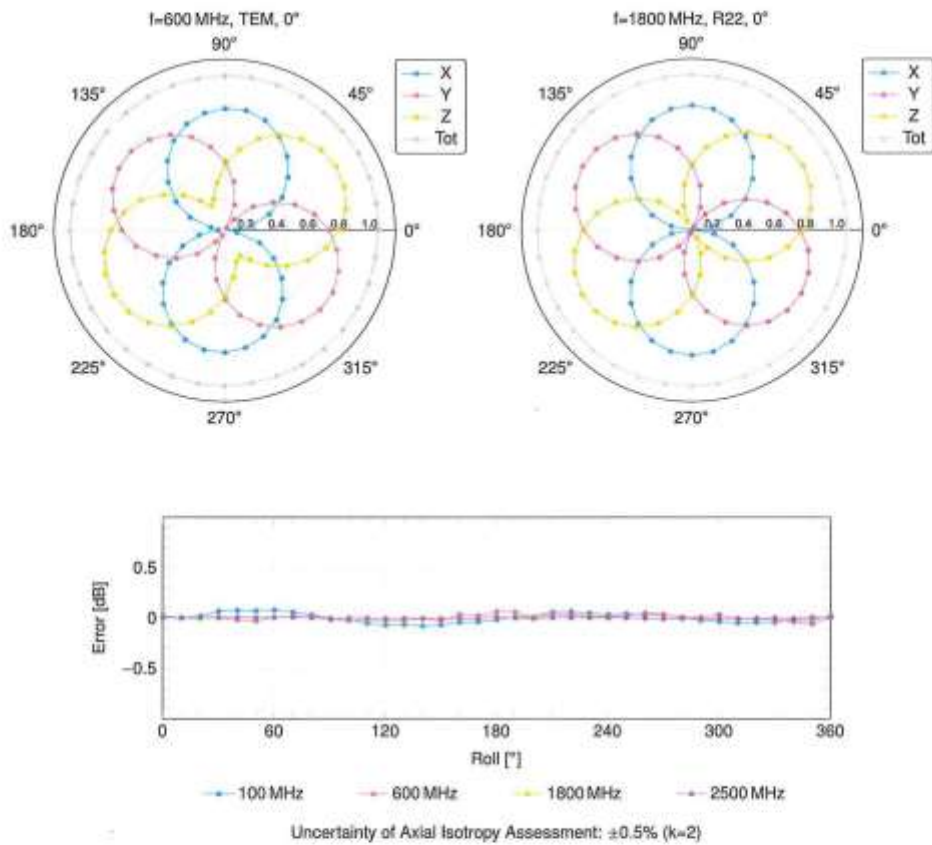 f=600 MHz, TEM, 0°
90°
135°
45°
X
Y
Z
Tot
180°
0.2 0.4 0.6 0.8 1.0
0°
225°
315°
270°
f=1800 MHz, R22, 0°
90°
135°
45°
X
Y
Z
Tot
180°
0.2 0.4 0.6 0.8 1.0
0°
225°
315°
270°
0.5
0
−0.5
Error [dB]
0 60 120 180 240 300 360
Roll [°]
100 MHz 600 MHz 1800 MHz 2500 MHz
Uncertainty of Axial Isotropy Assessment: ±0.5% (k=2)